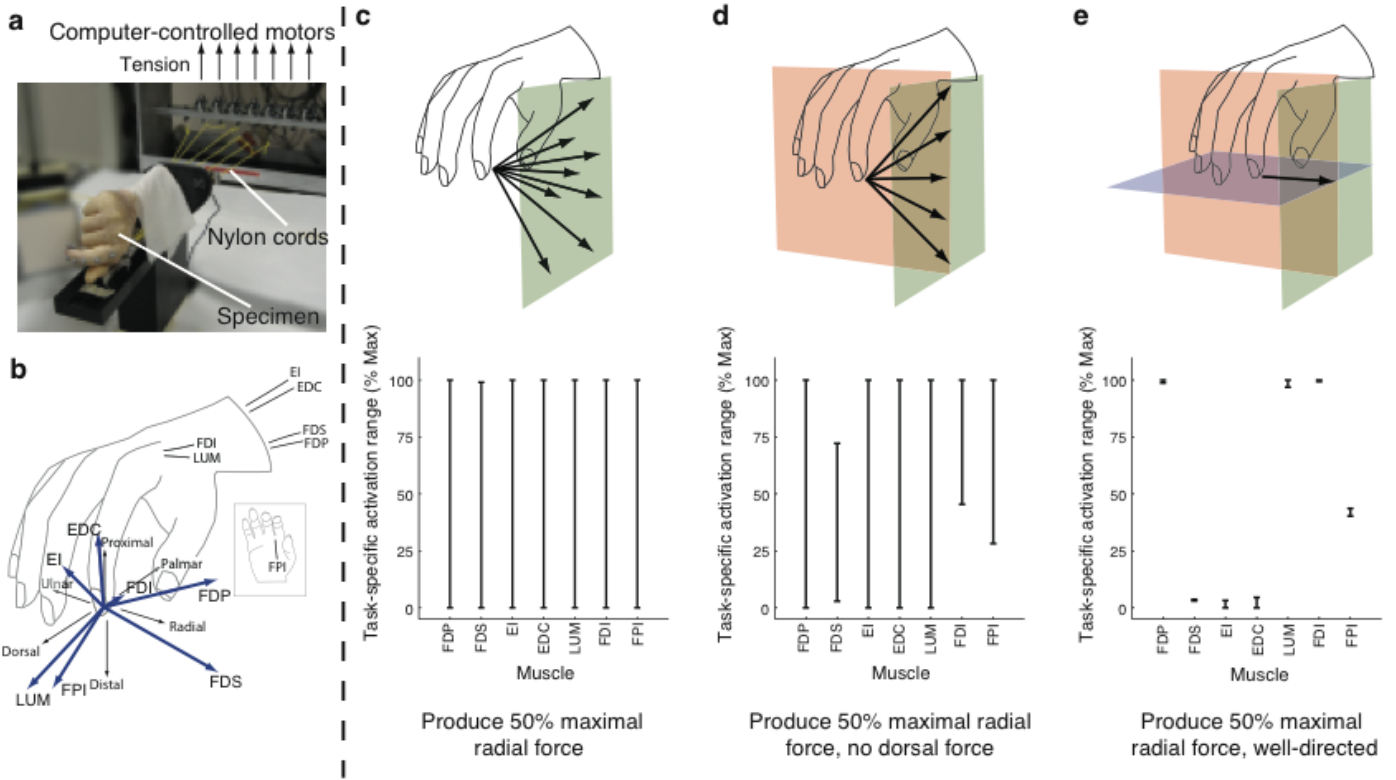 a
Computer-controlled motors
Tension
Nylon cords
Specimen
b
EI
EDC
FDS
FDP
FDI
LUM
EDC
Proximal
EI
Palmar
FPI
Ulnar
FDI
FDP
Radial
Dorsal
FDS
LUM
FPI
Distal
c
Task-specific activation range (% Max)
100
75
50
25
0
FDP
FDS
EI
EDC
LUM
FDI
FPI
Muscle
Produce 50% maximal
radial force
d
Task-specific activation range (% Max)
100
75
50
25
0
FDP
FDS
EI
EDC
LUM
FDI
FPI
Muscle
Produce 50% maximal radial
force, no dorsal force
e
Task-specific activation range (% Max)
100
75
50
25
0
FDP
FDS
EI
EDC
LUM
FDI
FPI
Muscle
Produce 50% maximal
radial force, well-directed